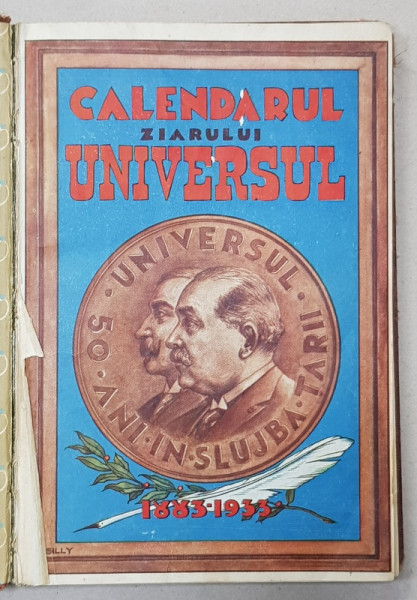 CALENDARUL
ZIARULUI
UNIVERSUL
UNIVERSUL · 50 · ANI · IN · SLUJBA · TARII
1883·1933
SILLY